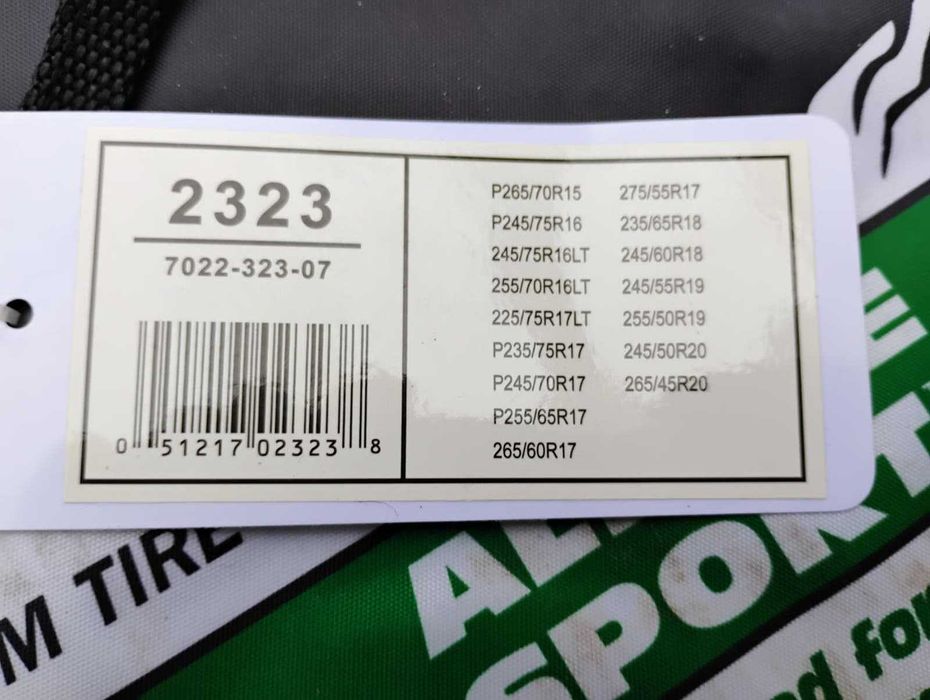 2323
7022-323-07
0 51217 02323 8
P265/70R15
P245/75R16
245/75R16LT
255/70R16LT
225/75R17LT
P235/75R17
P245/70R17
P255/65R17
265/60R17
275/55R17
235/65R18
245/60R18
245/55R19
255/50R19
245/50R20
265/45R20
M TIRE
SPORT
for